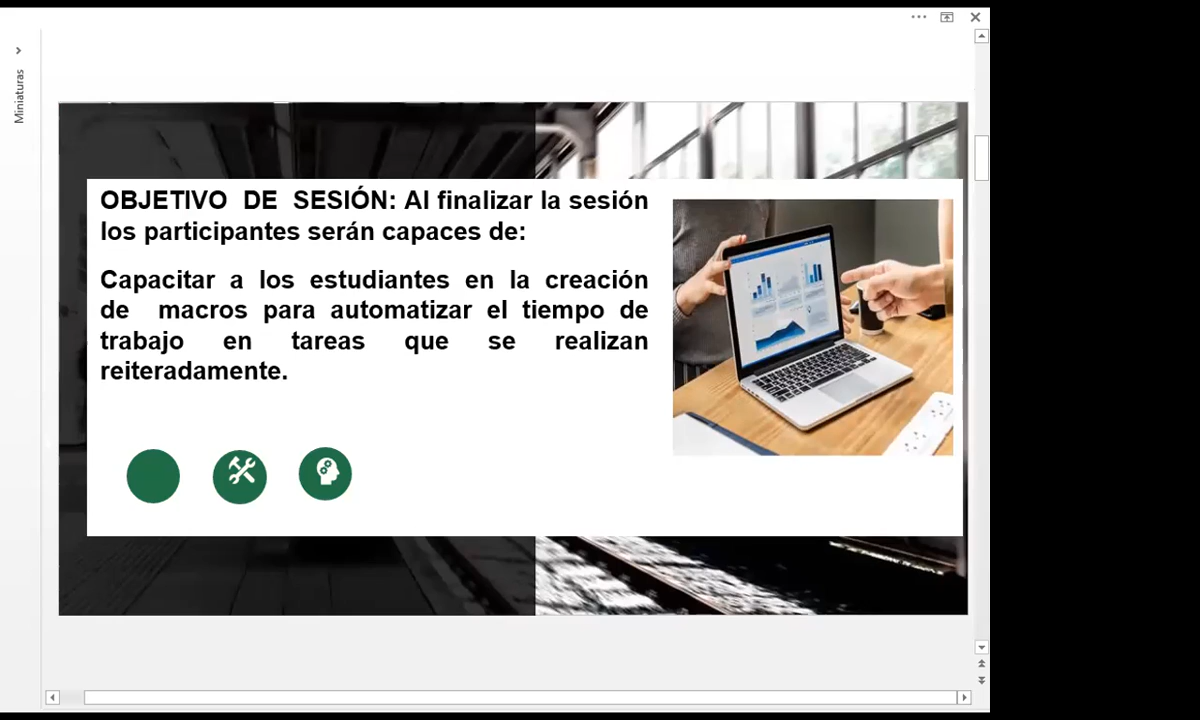 Miniaturas
OBJETIVO DE SESIÓN: Al finalizar la sesión
los participantes serán capaces de:
Capacitar a los estudiantes en la creación
de macros para automatizar el tiempo de
trabajo en tareas que se realizan
reiteradamente.